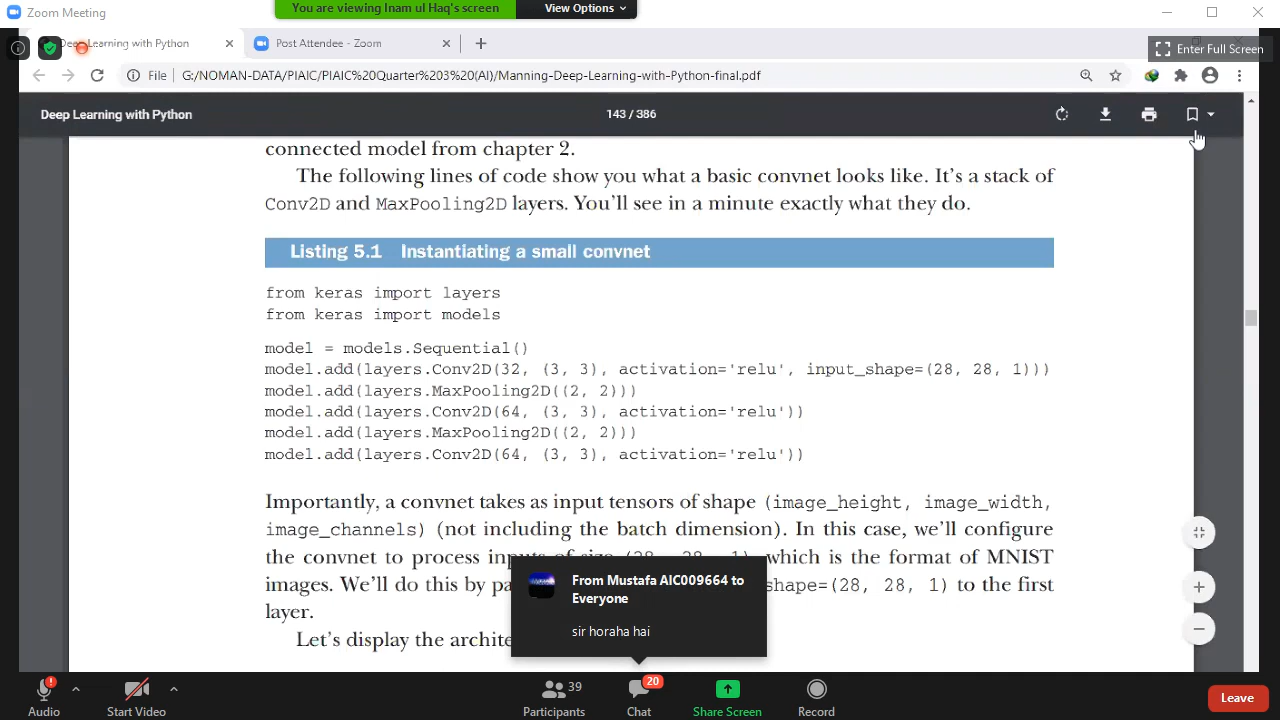 Zoom Meeting
You are viewing Inam ul Haq's screen
View Options
Deep Learning with Python
Post Attendee - Zoom
Enter Full Screen
File
G:/NOMAN-DATA/PIAIC/PIAIC%20Quarter%203%20(AI)/Manning-Deep-Learning-with-Python-final.pdf
Deep Learning with Python
143 / 386
connected model from chapter 2.
The following lines of code show you what a basic convnet looks like. It's a stack of
Conv2D and MaxPooling2D layers. You'll see in a minute exactly what they do.
Listing 5.1 Instantiating a small convnet
from keras import layers
from keras import models
model = models.Sequential()
model.add(layers.Conv2D(32, (3, 3), activation='relu', input_shape=(28, 28, 1)))
model.add(layers.MaxPooling2D((2, 2)))
model.add(layers.Conv2D(64, (3, 3), activation='relu'))
model.add(layers.MaxPooling2D((2, 2)))
model.add(layers.Conv2D(64, (3, 3), activation='relu'))
Importantly, a convnet takes as input tensors of shape (image_height, image_width,
image_channels) (not including the batch dimension). In this case, we'll configure
the convnet to process inputs of size (28, 28, 1), which is the format of MNIST
images. We'll do this by pa
shape=(28, 28, 1) to the first
layer.
Let's display the archite
From Mustafa AIC009664 to
Everyone
sir horaha hai
Audio
Start Video
39
Participants
20
Chat
Share Screen
Record
Leave